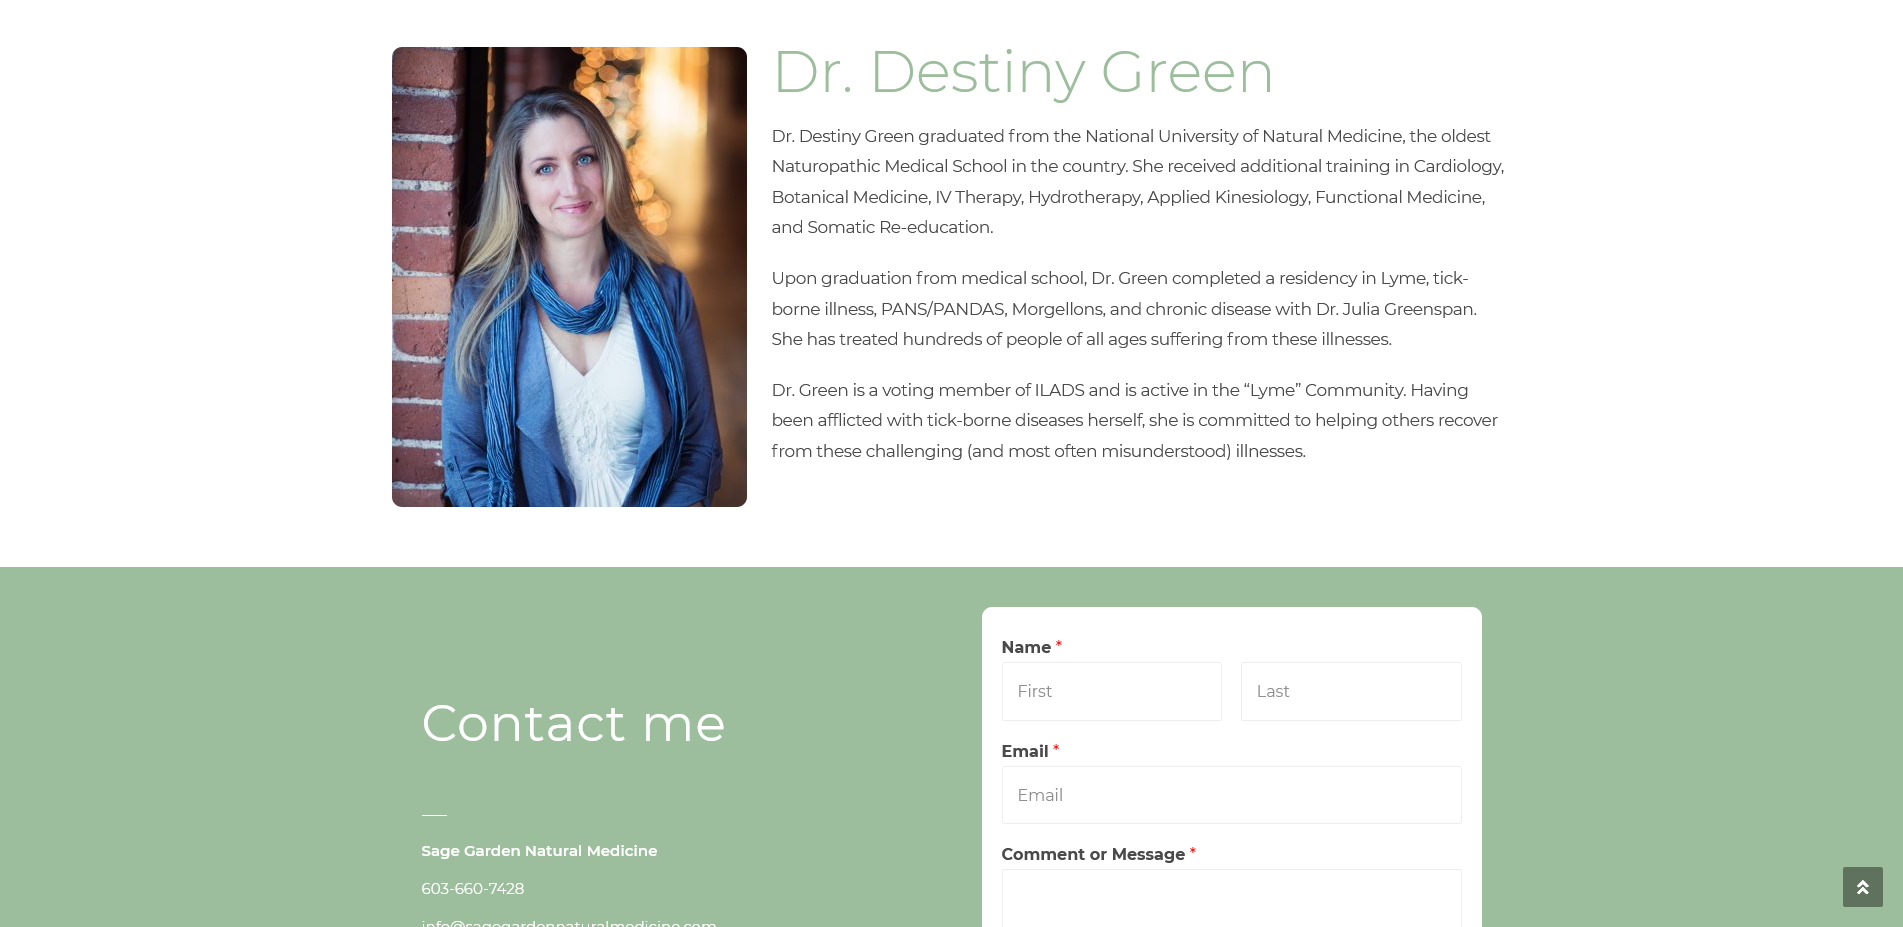 Dr. Destiny Green
Dr. Destiny Green graduated from the National University of Natural Medicine, the oldest
Naturopathic Medical School in the country. She received additional training in Cardiology,
Botanical Medicine, IV Therapy, Hydrotherapy, Applied Kinesiology, Functional Medicine,
and Somatic Re-education.
Upon graduation from medical school, Dr. Green completed a residency in Lyme, tick-
borne illness, PANS/PANDAS, Morgellons, and chronic disease with Dr. Julia Greenspan.
She has treated hundreds of people of all ages suffering from these illnesses.
Dr. Green is a voting member of ILADS and is active in the “Lyme” Community. Having
been afflicted with tick-borne diseases herself, she is committed to helping others recover
from these challenging (and most often misunderstood) illnesses.
Contact me
Sage Garden Natural Medicine
603-660-7428
info@sagegardennaturalmedicine.com
Name *
First
Last
Email *
Email
Comment or Message *